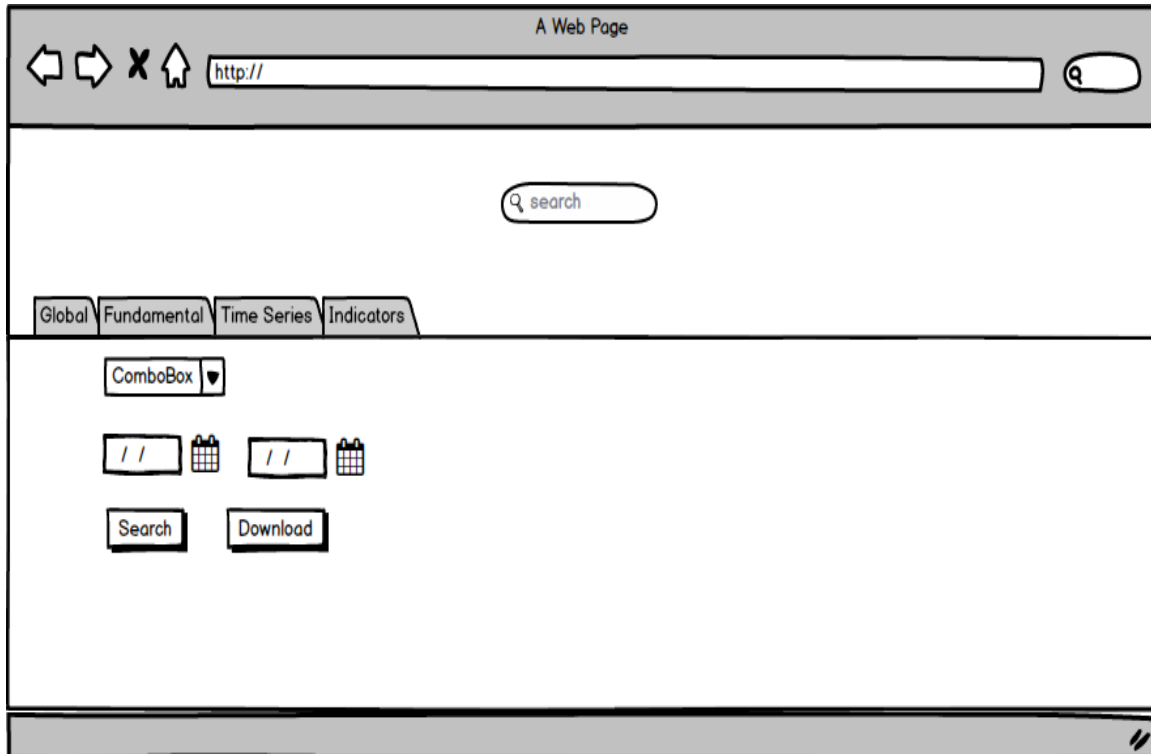 A Web Page
http://
search
Global Fundamental Time Series Indicators
ComboBox
/ / / /
Search Download